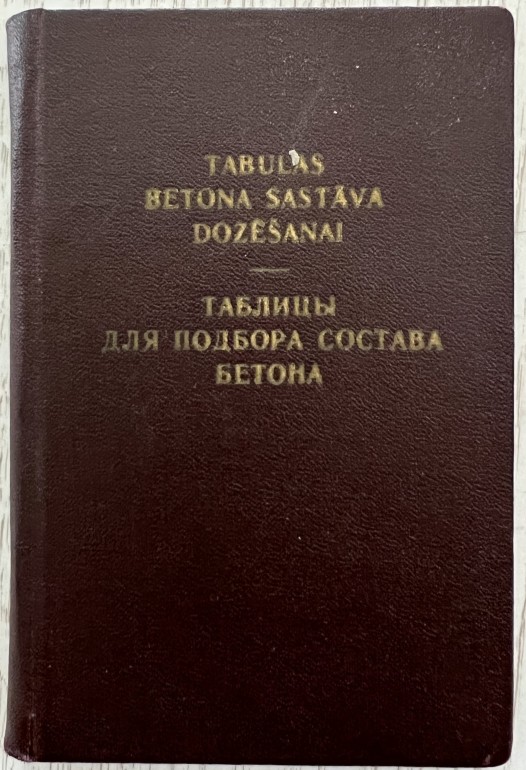 TABULAS
BETONA SASTĀVA
DOZĒŠANAI
ТАБЛИЦЫ
ДЛЯ ПОДБОРА СОСТАВА
БЕТОНА